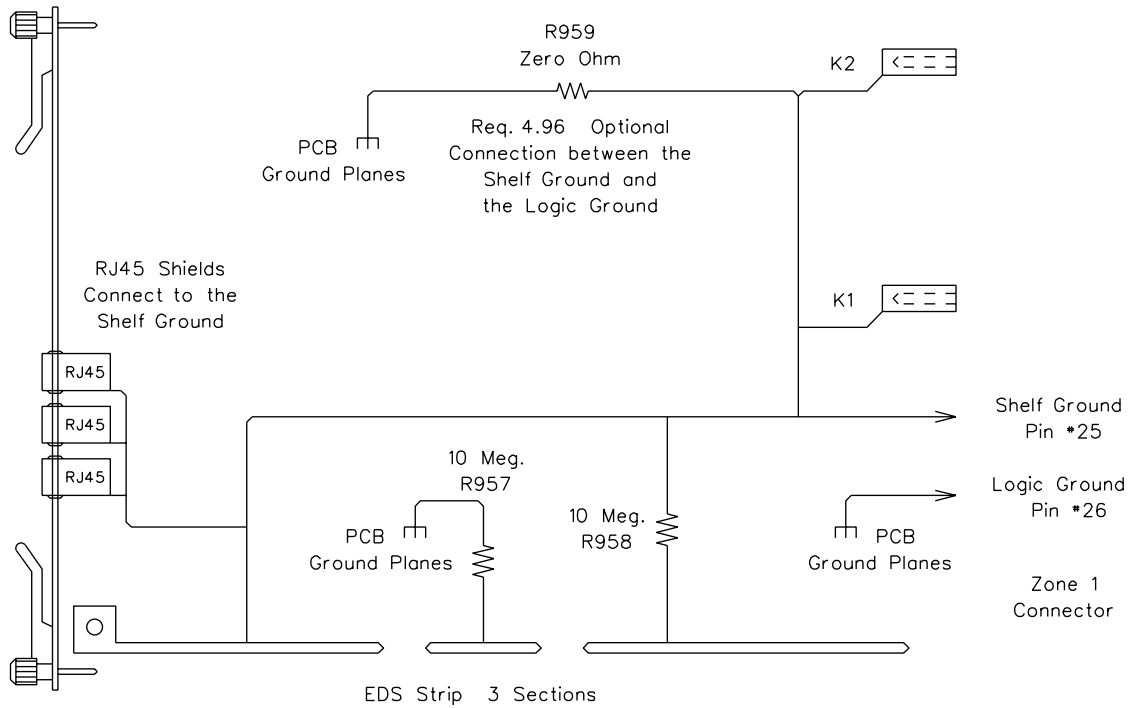 R959
Zero Ohm
K2
Req. 4.96 Optional
Connection between the
Shelf Ground and
the Logic Ground
PCB
Ground Planes
RJ45 Shields
Connect to the
Shelf Ground
K1
RJ45
RJ45
RJ45
Shelf Ground
Pin #25
10 Meg.
R957
Logic Ground
Pin #26
10 Meg.
R958
PCB
Ground Planes
PCB
Ground Planes
Zone 1
Connector
EDS Strip 3 Sections